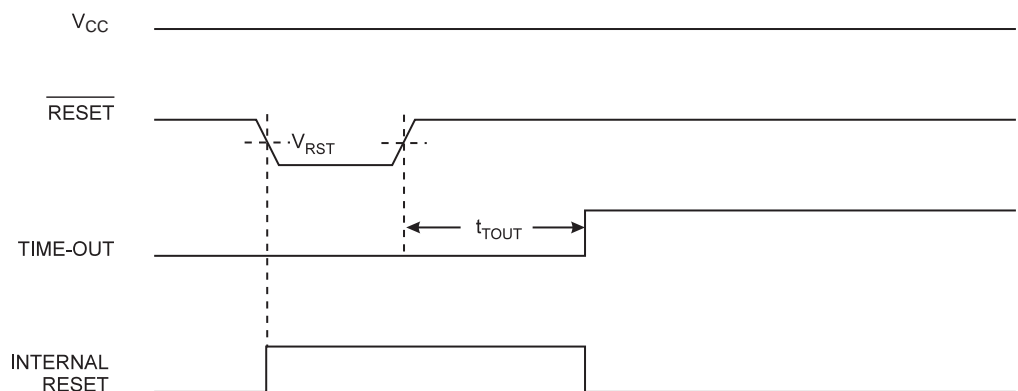 VCC
RESET
VRST
tTOUT
TIME-OUT
INTERNAL
RESET